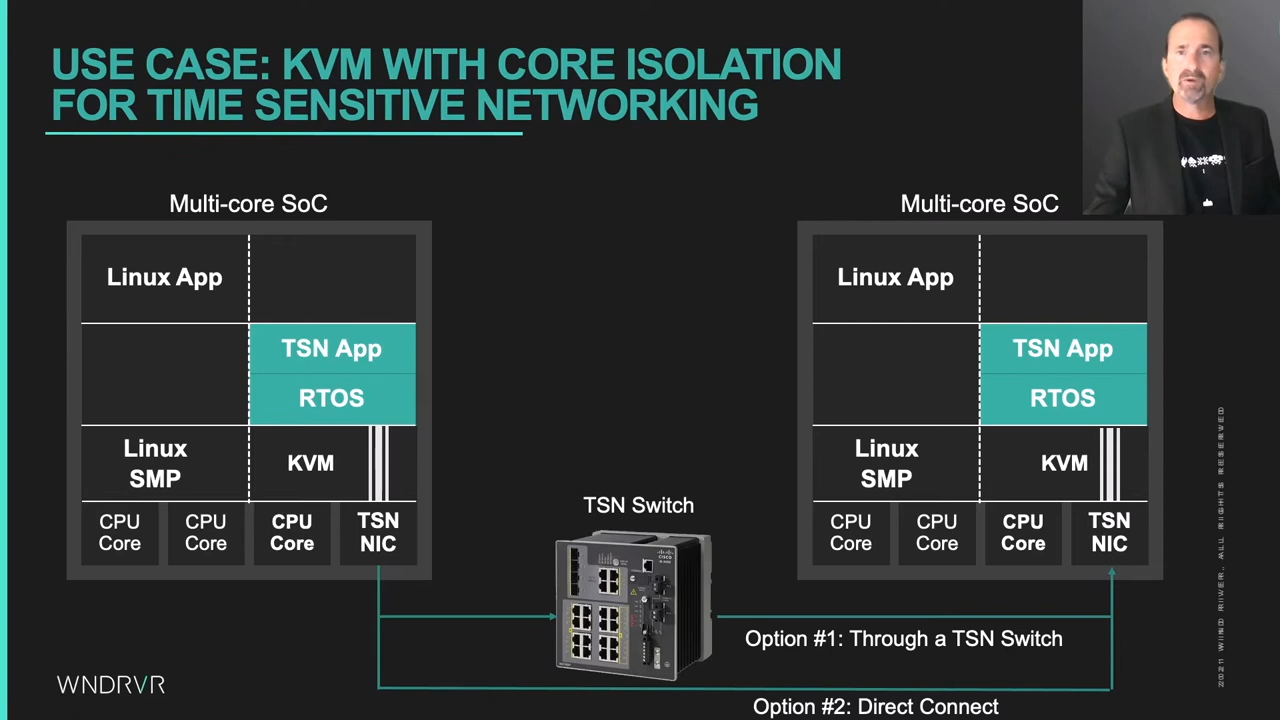 USE CASE: KVM WITH CORE ISOLATION
FOR TIME SENSITIVE NETWORKING
Multi-core SoC
Linux App
TSN App
RTOS
Linux
SMP
KVM
CPU
Core
CPU
Core
CPU
Core
TSN
NIC
TSN Switch
CISCO
Multi-core SoC
Linux App
TSN App
RTOS
Linux
SMP
KVM
CPU
Core
CPU
Core
CPU
Core
TSN
NIC
Option #1: Through a TSN Switch
Option #2: Direct Connect
WNDRVR